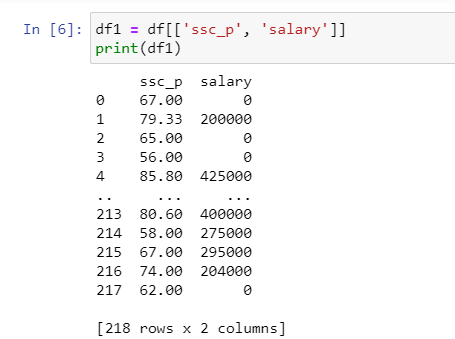 In [6]: df1 = df[['ssc_p', 'salary']]
print(df1)
ssc_p salary
0 67.00 0
1 79.33 200000
2 65.00 0
3 56.00 0
4 85.80 425000
.. ... ...
213 80.60 400000
214 58.00 275000
215 67.00 295000
216 74.00 204000
217 62.00 0
[218 rows x 2 columns]